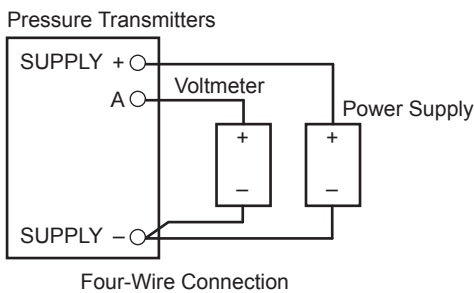 Pressure Transmitters
SUPPLY +
A
Voltmeter
Power Supply
+ +
– –
SUPPLY –
Four-Wire Connection